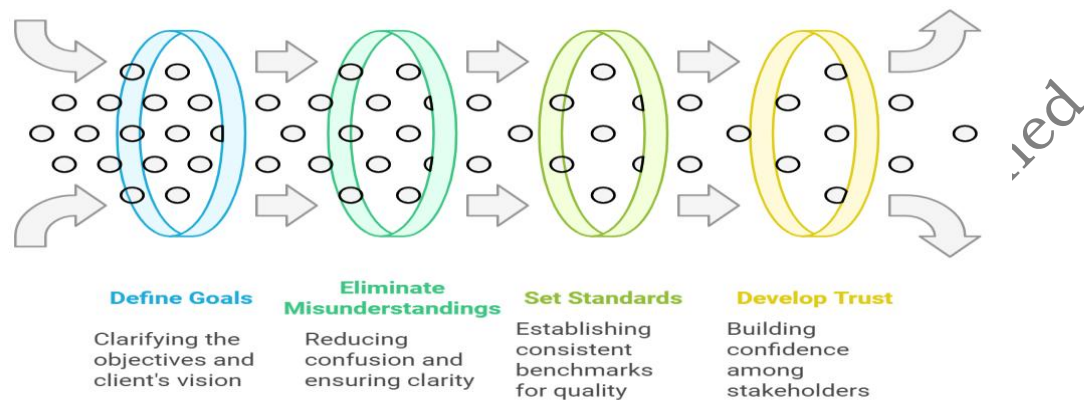 Define Goals
Clarifying the
objectives and
client's vision
Eliminate
Misunderstandings
Reducing
confusion and
ensuring clarity
Set Standards
Establishing
consistent
benchmarks
for quality
Develop Trust
Building
confidence
among
stakeholders